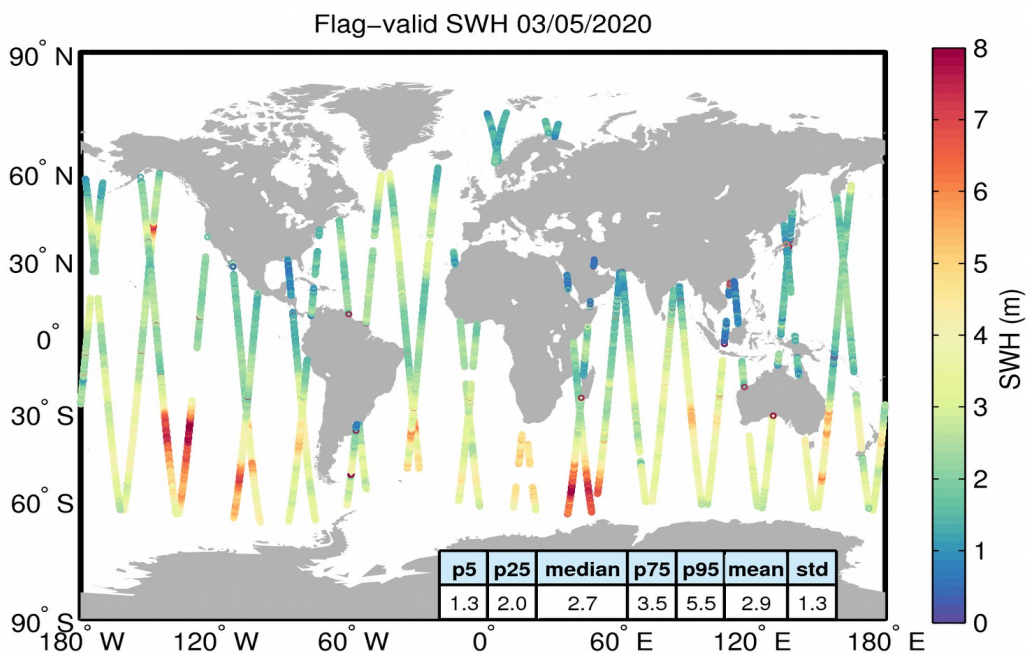 Flag−valid SWH 03/05/2020
90° N
60° N
30° N
0°
30° S
60° S
90° S
180° W
120° W
60° W
0°
60° E
120° E
180° E
p5 p25 median p75 p95 mean std
1.3 2.0 2.7 3.5 5.5 2.9 1.3
8
7
6
5
4
3
2
1
0
SWH (m)